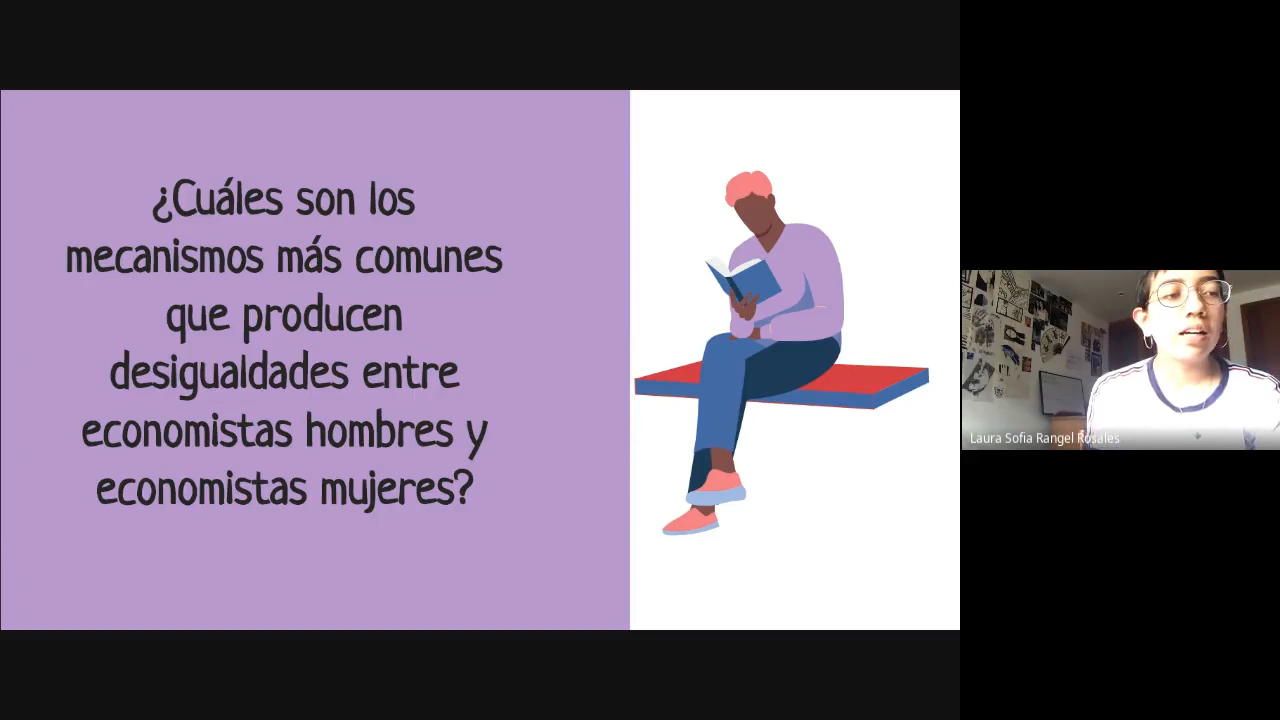 ¿Cuáles son los
mecanismos más comunes
que producen
desigualdades entre
economistas hombres y
economistas mujeres?
Laura Sofia Rangel Rosales